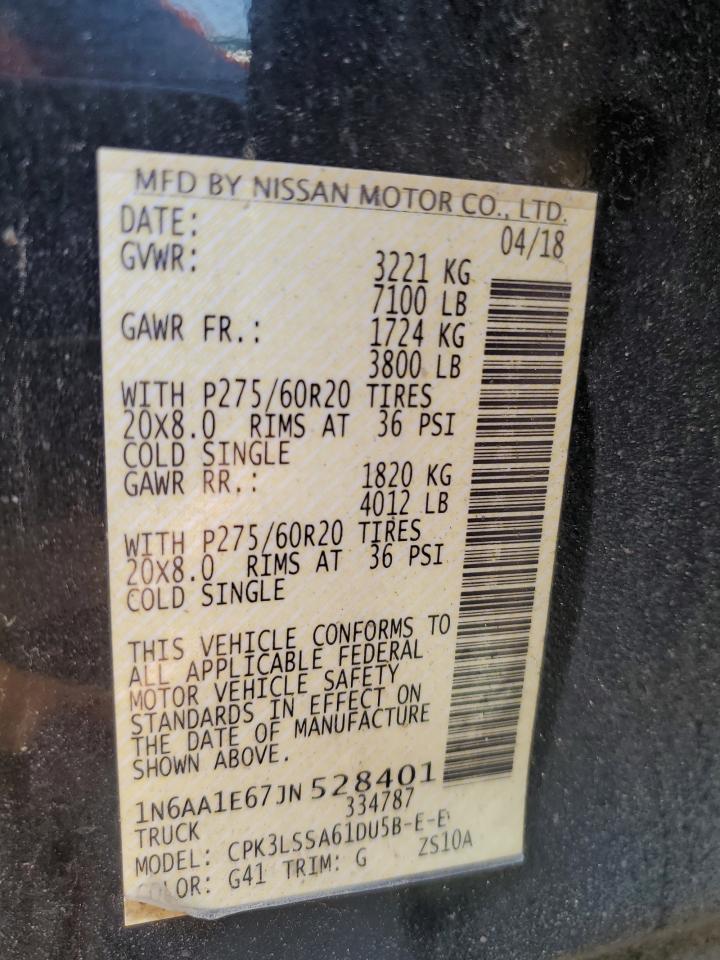 MFD BY NISSAN MOTOR CO., LTD.
DATE: 04/18
GVWR: 3221 KG
7100 LB
GAWR FR.: 1724 KG
3800 LB
WITH P275/60R20 TIRES
20X8.0 RIMS AT 36 PSI
COLD SINGLE
GAWR RR.: 1820 KG
4012 LB
WITH P275/60R20 TIRES
20X8.0 RIMS AT 36 PSI
COLD SINGLE
THIS VEHICLE CONFORMS TO
ALL APPLICABLE FEDERAL
MOTOR VEHICLE SAFETY
STANDARDS IN EFFECT ON
THE DATE OF MANUFACTURE
SHOWN ABOVE.
1N6AA1E67JN528401
TRUCK 334787
MODEL: CPK3LSSA61DU5B-E-E
COLOR: G41 TRIM: G ZS10A